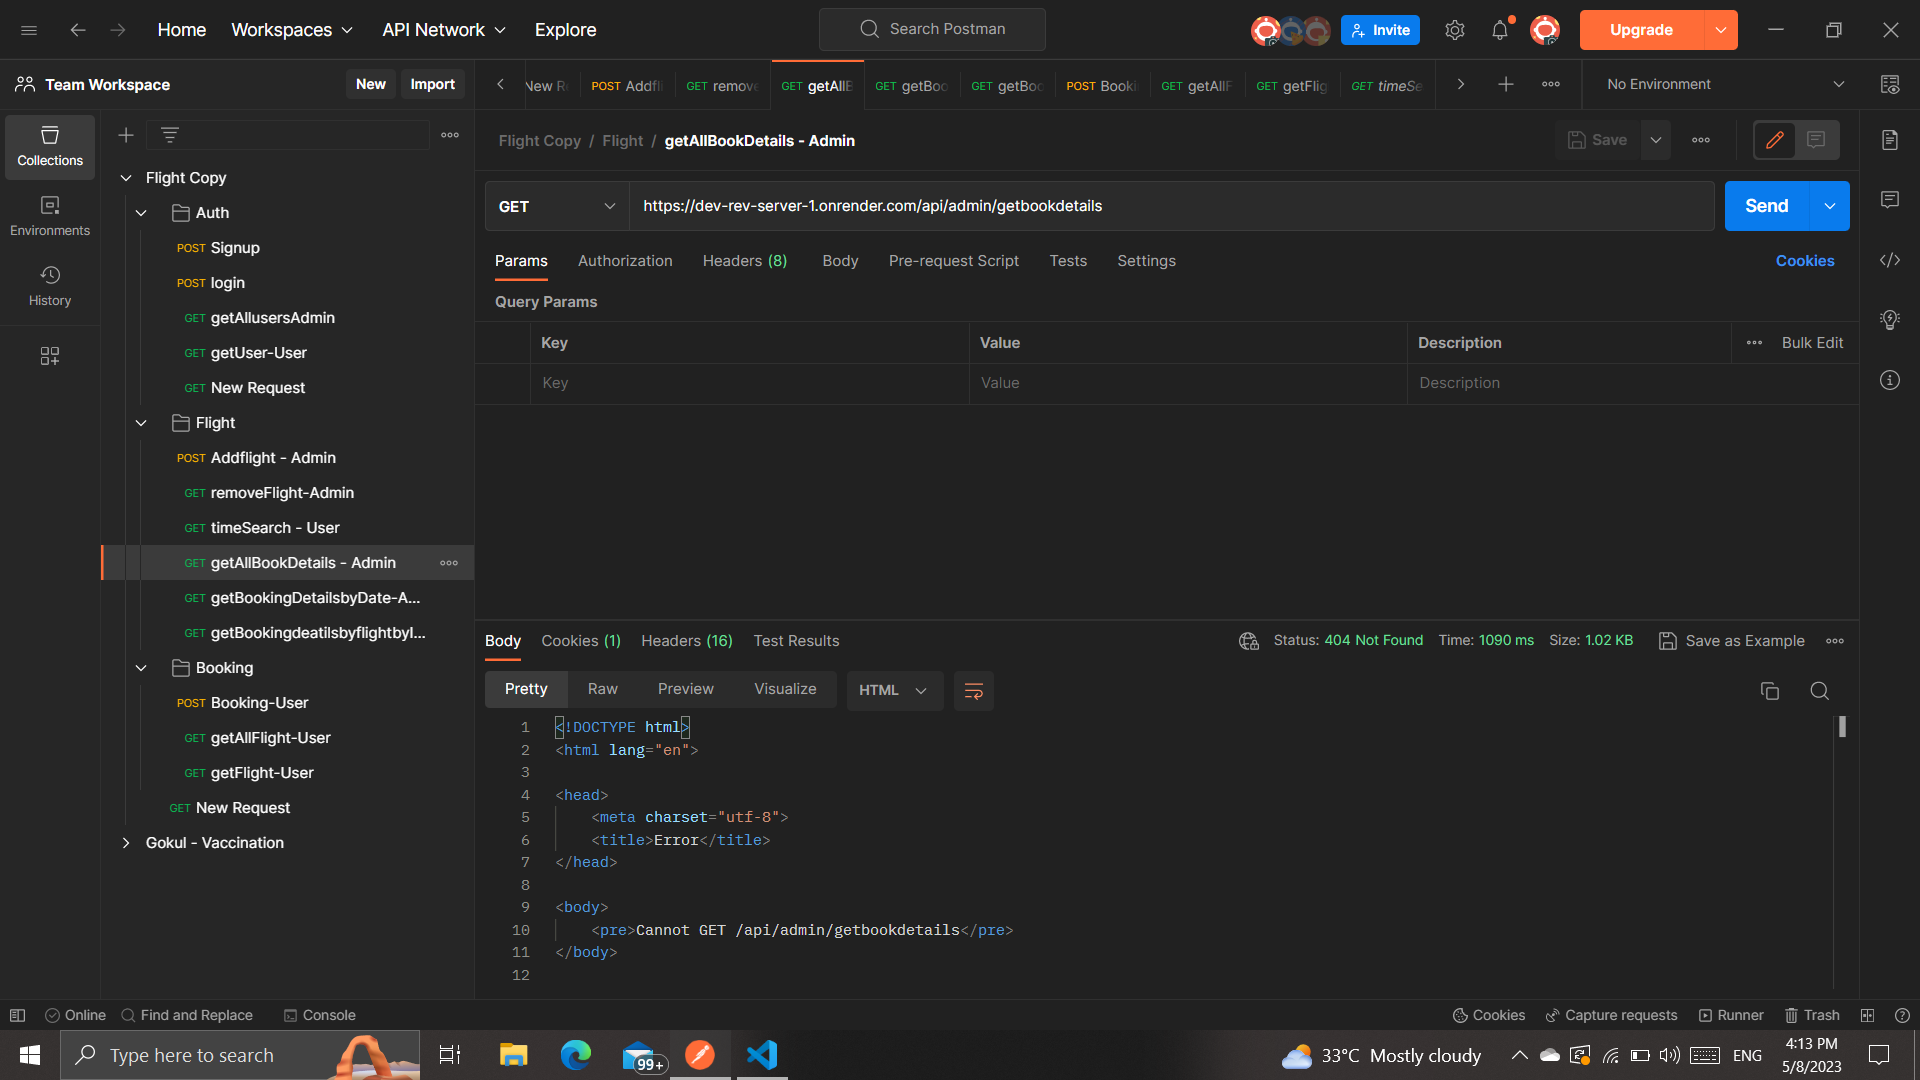 Home
Workspaces
API Network
Explore
Search Postman
Invite
Upgrade
Team Workspace
New
Import
New R
POST Addfli
GET remove
GET getAllB
GET getBoo
GET getBoo
POST Booki
GET getAllF
GET getFlig
GET timeSe
No Environment
Collections
Environments
History
Flight Copy
Auth
POST Signup
POST login
GET getAllusersAdmin
GET getUser-User
GET New Request
Flight
POST Addflight - Admin
GET removeFlight-Admin
GET timeSearch - User
GET getAllBookDetails - Admin
GET getBookingDetailsbyDate-A...
GET getBookingdeatilsbyflightbyI...
Booking
POST Booking-User
GET getAllFlight-User
GET getFlight-User
GET New Request
Gokul - Vaccination
Flight Copy / Flight / getAllBookDetails - Admin
Save
GET
https://dev-rev-server-1.onrender.com/api/admin/getbookdetails
Send
Params
Authorization
Headers (8)
Body
Pre-request Script
Tests
Settings
Cookies
Query Params
Key
Value
Description
Bulk Edit
Key
Value
Description
Body
Cookies (1)
Headers (16)
Test Results
Status: 404 Not Found
Time: 1090 ms
Size: 1.02 KB
Save as Example
Pretty
Raw
Preview
Visualize
HTML
1 <!DOCTYPE html>
2 <html lang="en">
3
4 <head>
5 <meta charset="utf-8">
6 <title>Error</title>
7 </head>
8
9 <body>
10 <pre>Cannot GET /api/admin/getbookdetails</pre>
11 </body>
12
Online
Find and Replace
Console
Cookies
Capture requests
Runner
Trash
Type here to search
99+
33°C Mostly cloudy
ENG
4:13 PM
5/8/2023